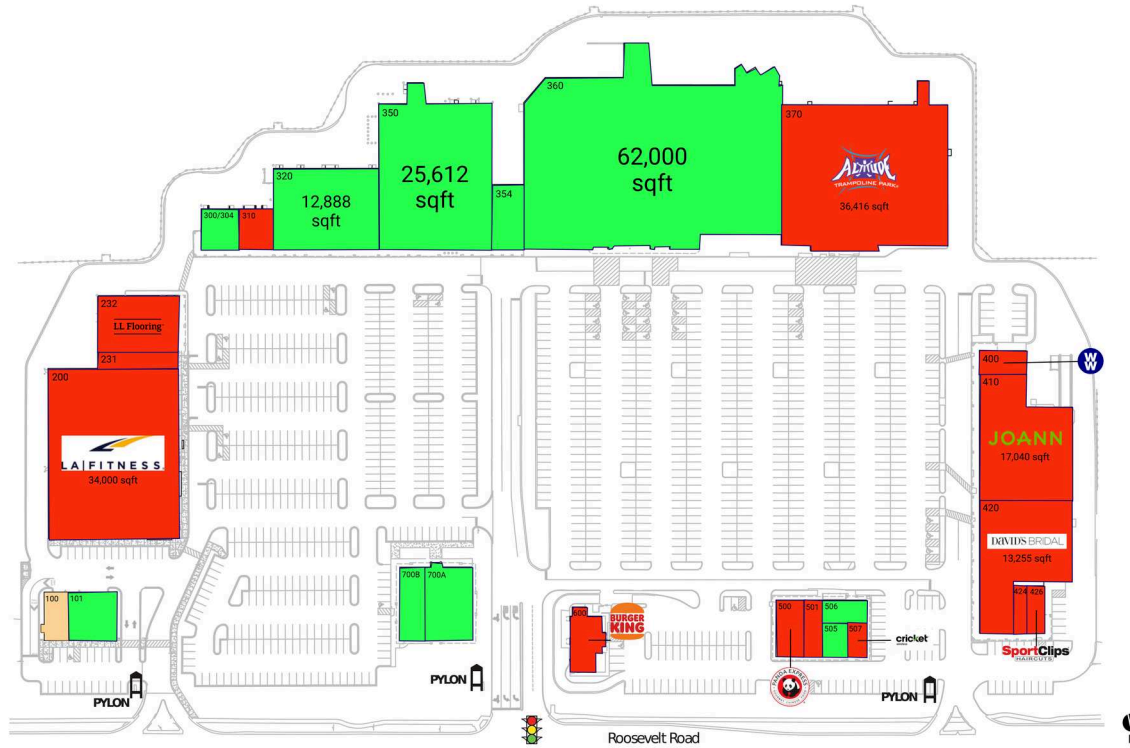 360
350
370
62,000
sqft
ALTITUDE
TRAMPOLINE PARK
36,416 sqft
25,612
sqft
320
12,888
sqft
354
300/304
310
232
LL Flooring
231
200
LA|FITNESS
34,000 sqft
400
W
W
410
JOANN
17,040 sqft
420
DAVID'S BRIDAL
13,255 sqft
424
426
SportClips
HAIRCUTS
100
101
700B
700A
600
BURGER
KING
500
501
506
505
507
cricket
PANDA EXPRESS
PYLON
PYLON
PYLON
Roosevelt Road